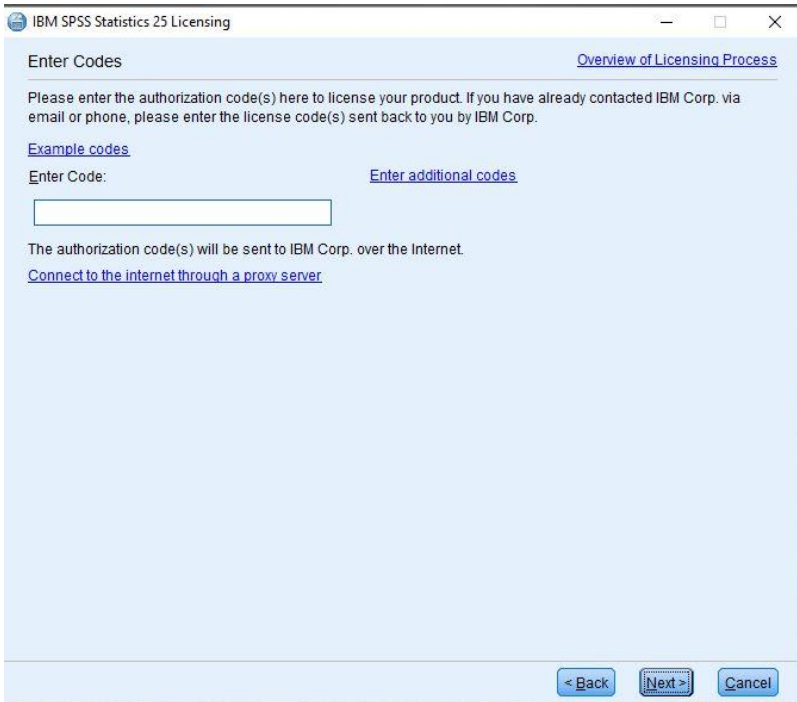 IBM SPSS Statistics 25 Licensing
Enter Codes
Overview of Licensing Process
Please enter the authorization code(s) here to license your product. If you have already contacted IBM Corp. via
email or phone, please enter the license code(s) sent back to you by IBM Corp.
Example codes
Enter Code:
Enter additional codes
The authorization code(s) will be sent to IBM Corp. over the Internet.
Connect to the internet through a proxy server
< Back
Next >
Cancel